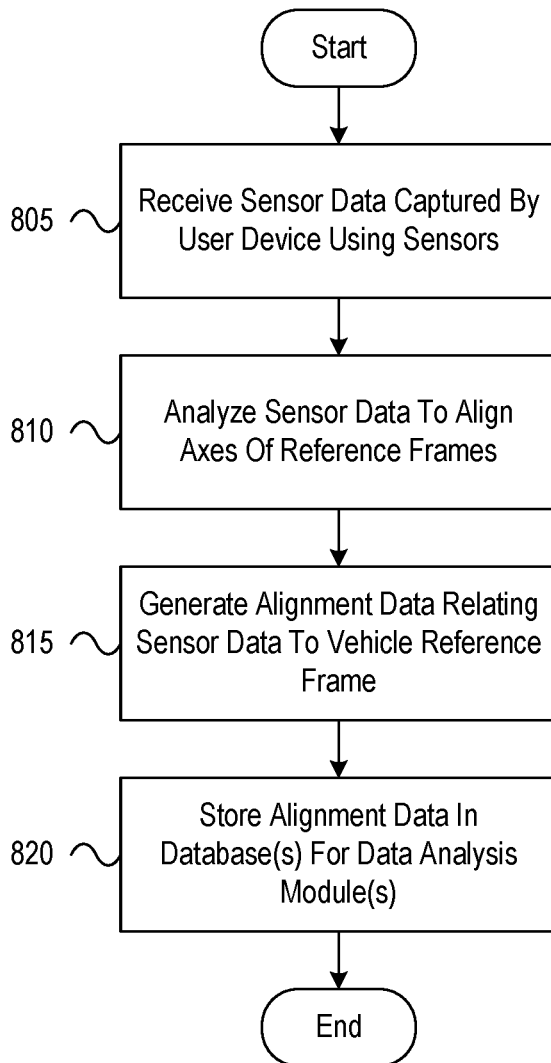 Start
805
Receive Sensor Data Captured By
User Device Using Sensors
810
Analyze Sensor Data To Align
Axes Of Reference Frames
815
Generate Alignment Data Relating
Sensor Data To Vehicle Reference
Frame
820
Store Alignment Data In
Database(s) For Data Analysis
Module(s)
End